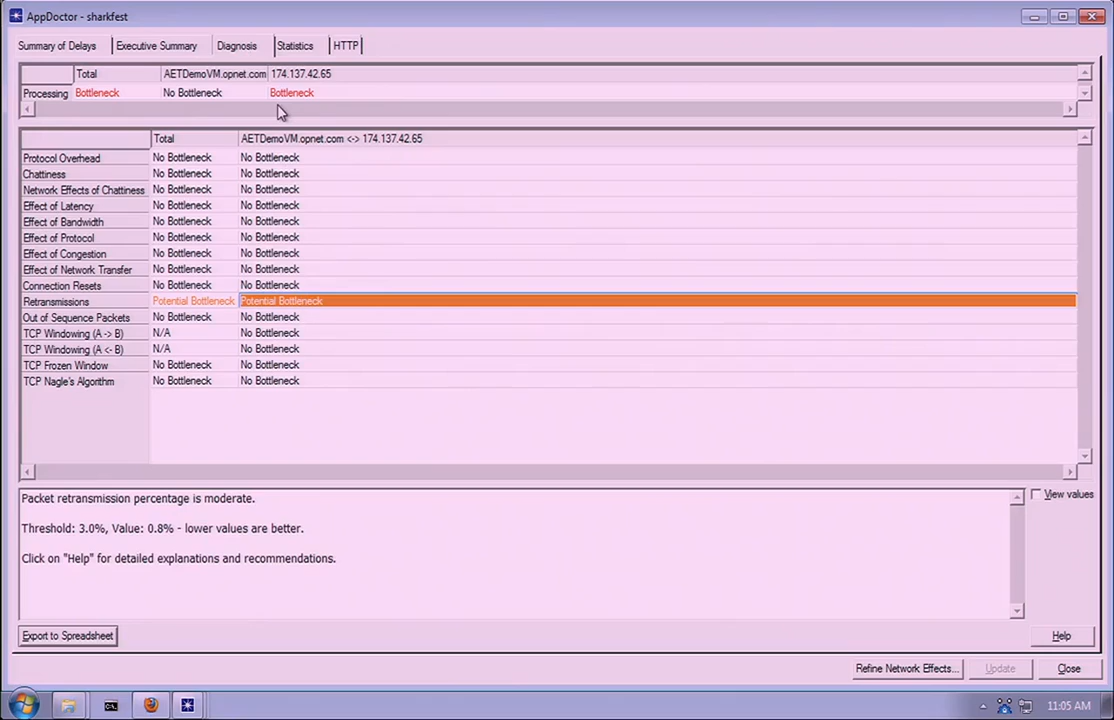 AppDoctor - sharkfest
Summary of Delays Executive Summary Diagnosis Statistics HTTP
Total AETDemoVM.opnet.com 174.137.42.65
Processing Bottleneck No Bottleneck Bottleneck
Total AETDemoVM.opnet.com <-> 174.137.42.65
Protocol Overhead No Bottleneck No Bottleneck
Chattiness No Bottleneck No Bottleneck
Network Effects of Chattiness No Bottleneck No Bottleneck
Effect of Latency No Bottleneck No Bottleneck
Effect of Bandwidth No Bottleneck No Bottleneck
Effect of Protocol No Bottleneck No Bottleneck
Effect of Congestion No Bottleneck No Bottleneck
Effect of Network Transfer No Bottleneck No Bottleneck
Connection Resets No Bottleneck No Bottleneck
Retransmissions Potential Bottleneck Potential Bottleneck
Out of Sequence Packets No Bottleneck No Bottleneck
TCP Windowing (A -> B) N/A No Bottleneck
TCP Windowing (A <- B) N/A No Bottleneck
TCP Frozen Window No Bottleneck No Bottleneck
TCP Nagle's Algorithm No Bottleneck No Bottleneck
Packet retransmission percentage is moderate.
View values
Threshold: 3.0%, Value: 0.8% - lower values are better.
Click on "Help" for detailed explanations and recommendations.
Export to Spreadsheet Help
Refine Network Effects... Update Close
11:05 AM